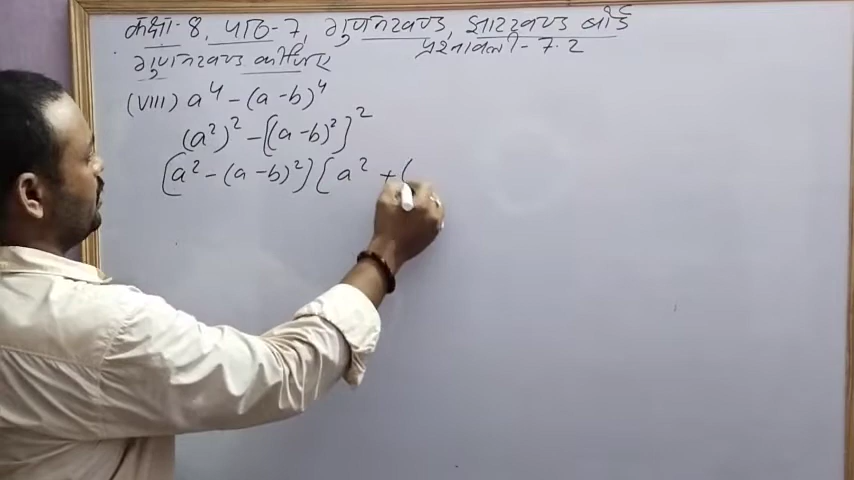 कक्षा-8, पाठ-7, गुणनखण्ड, झारखण्ड बोर्ड
गुणनखण्ड कीजिए प्रश्नावली-7.2
(VIII) a⁴ - (a-b)⁴
(a²)² - [(a-b)²]²
[a² - (a-b)²] [a² + (